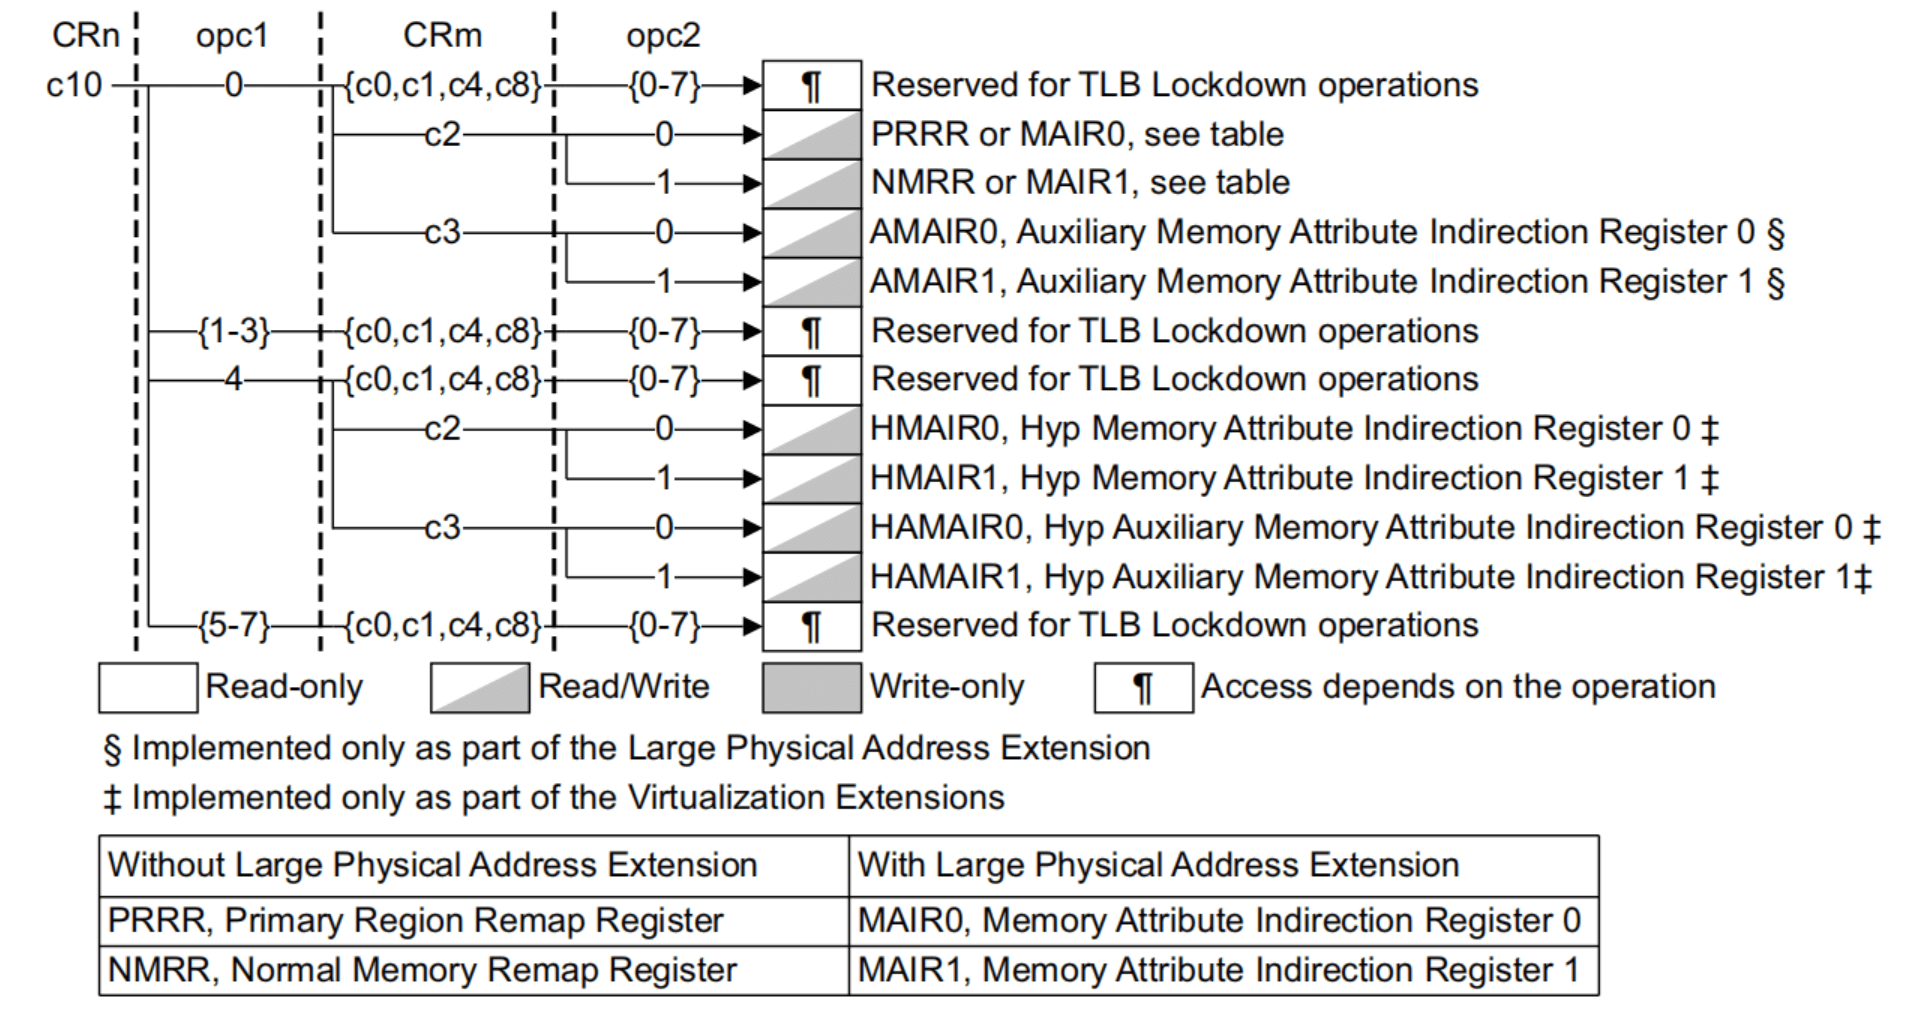 CRn opc1 CRm opc2
c10 0 {c0,c1,c4,c8} {0-7} ¶ Reserved for TLB Lockdown operations
c2 0 PRRR or MAIR0, see table
1 NMRR or MAIR1, see table
c3 0 AMAIR0, Auxiliary Memory Attribute Indirection Register 0 §
1 AMAIR1, Auxiliary Memory Attribute Indirection Register 1 §
{1-3} {c0,c1,c4,c8} {0-7} ¶ Reserved for TLB Lockdown operations
4 {c0,c1,c4,c8} {0-7} ¶ Reserved for TLB Lockdown operations
c2 0 HMAIR0, Hyp Memory Attribute Indirection Register 0 ‡
1 HMAIR1, Hyp Memory Attribute Indirection Register 1 ‡
c3 0 HAMAIR0, Hyp Auxiliary Memory Attribute Indirection Register 0 ‡
1 HAMAIR1, Hyp Auxiliary Memory Attribute Indirection Register 1‡
{5-7} {c0,c1,c4,c8} {0-7} ¶ Reserved for TLB Lockdown operations
Read-only Read/Write Write-only ¶ Access depends on the operation
§ Implemented only as part of the Large Physical Address Extension
‡ Implemented only as part of the Virtualization Extensions
Without Large Physical Address Extension With Large Physical Address Extension
PRRR, Primary Region Remap Register MAIR0, Memory Attribute Indirection Register 0
NMRR, Normal Memory Remap Register MAIR1, Memory Attribute Indirection Register 1